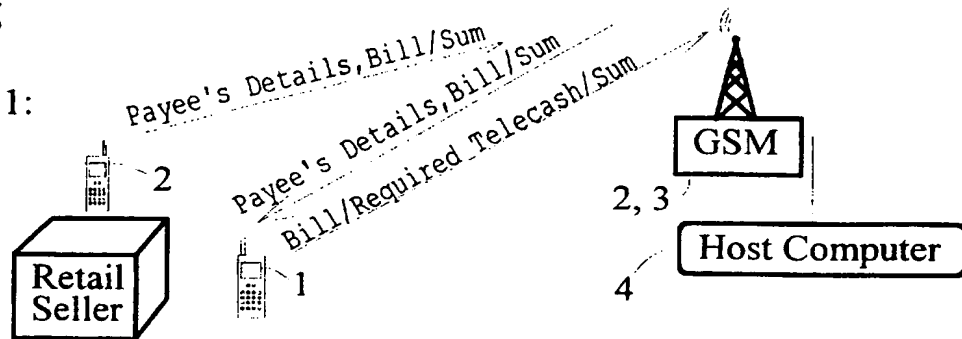 1:
Payee's Details,Bill/Sum
Payee's Details,Bill/Sum
Bill/Required Telecash/Sum
2
1
Retail
Seller
GSM
2, 3
Host Computer
4